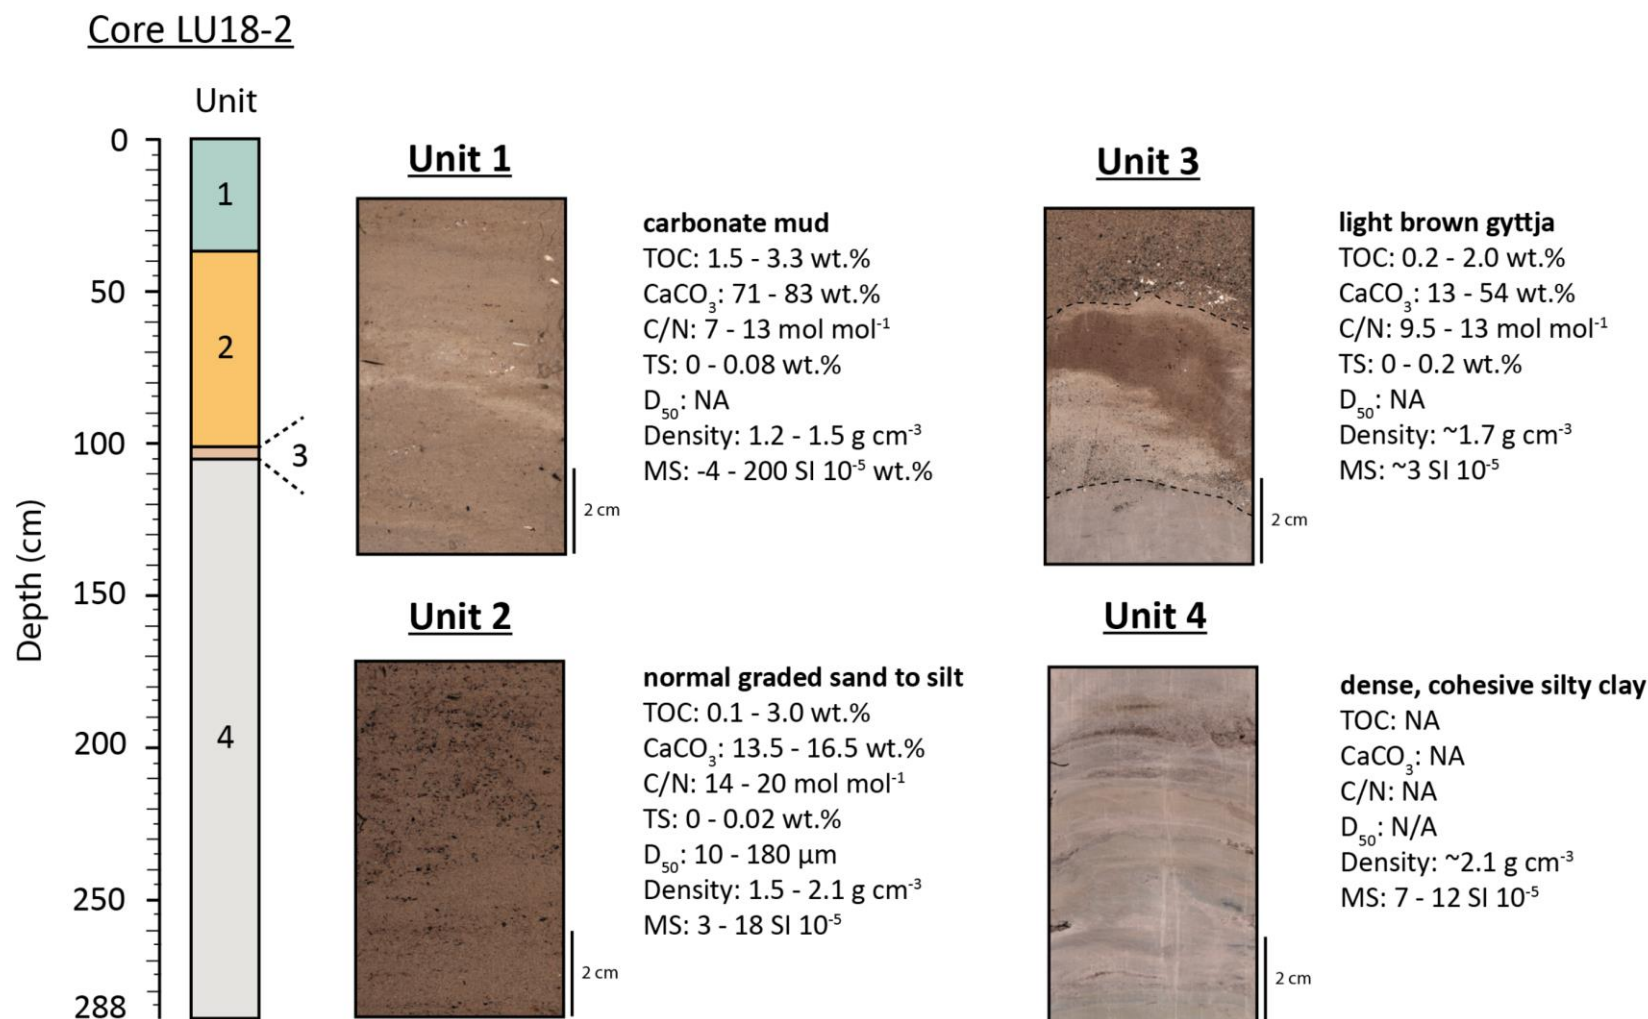 Core LU18-2
Unit
0
50
100
150
200
250
288
Depth (cm)
1
2
3
4
Unit 1
carbonate mud
TOC: 1.5 - 3.3 wt.%
CaCO₃: 71 - 83 wt.%
C/N: 7 - 13 mol mol⁻¹
TS: 0 - 0.08 wt.%
D₅₀: NA
Density: 1.2 - 1.5 g cm⁻³
MS: -4 - 200 SI 10⁻⁵ wt.%
2 cm
Unit 2
normal graded sand to silt
TOC: 0.1 - 3.0 wt.%
CaCO₃: 13.5 - 16.5 wt.%
C/N: 14 - 20 mol mol⁻¹
TS: 0 - 0.02 wt.%
D₅₀: 10 - 180 µm
Density: 1.5 - 2.1 g cm⁻³
MS: 3 - 18 SI 10⁻⁵
2 cm
Unit 3
light brown gyttja
TOC: 0.2 - 2.0 wt.%
CaCO₃: 13 - 54 wt.%
C/N: 9.5 - 13 mol mol⁻¹
TS: 0 - 0.2 wt.%
D₅₀: NA
Density: ~1.7 g cm⁻³
MS: ~3 SI 10⁻⁵
2 cm
Unit 4
dense, cohesive silty clay
TOC: NA
CaCO₃: NA
C/N: NA
D₅₀: N/A
Density: ~2.1 g cm⁻³
MS: 7 - 12 SI 10⁻⁵
2 cm